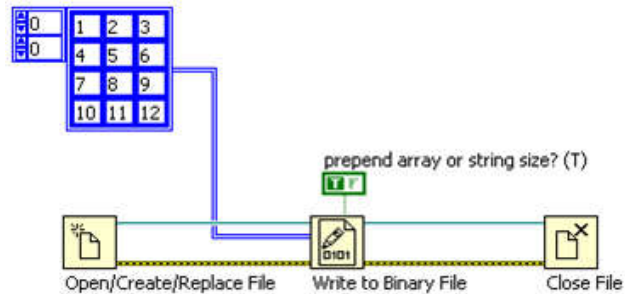 0
0
1 2 3
4 5 6
7 8 9
10 11 12
prepend array or string size? (T)
T F
0101
Open/Create/Replace File
Write to Binary File
Close File